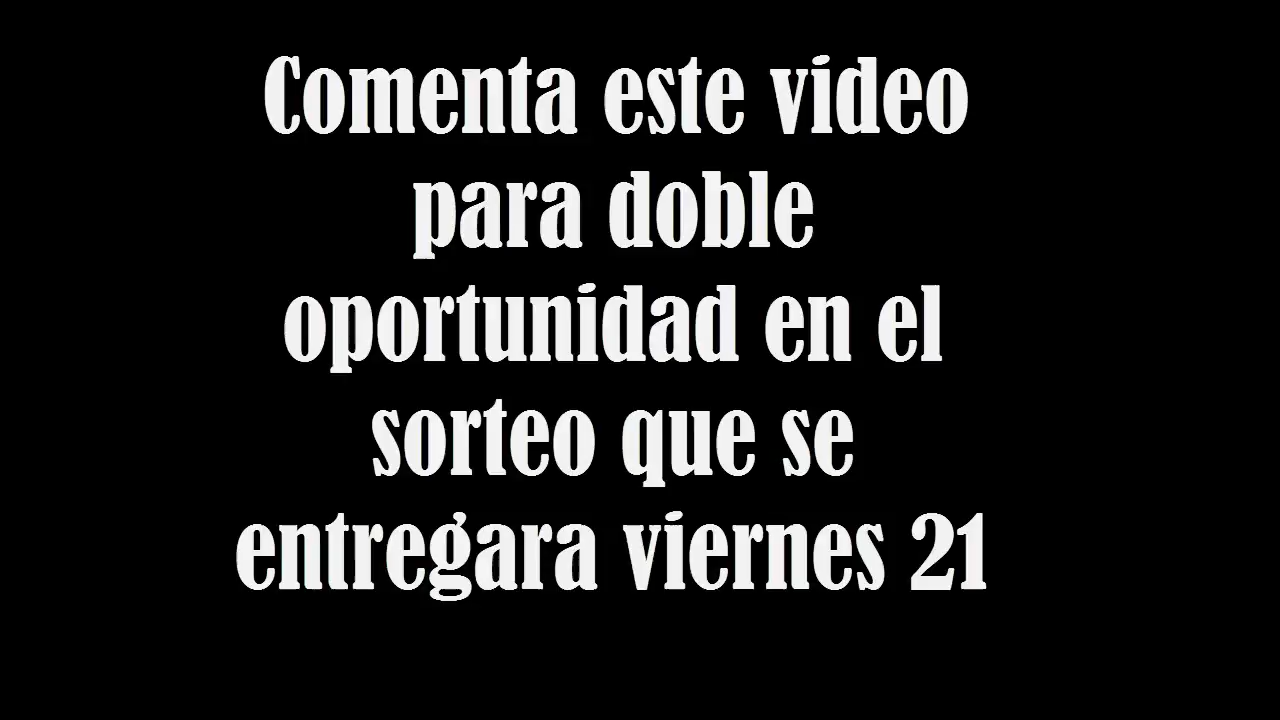 Comenta este video
para doble
oportunidad en el
sorteo que se
entregara viernes 21